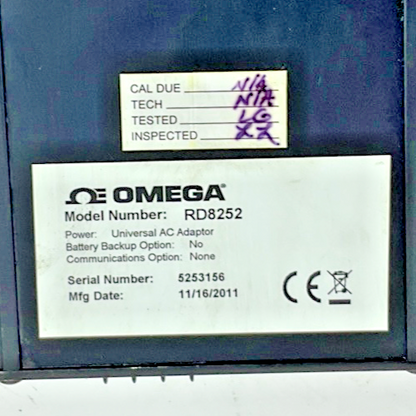 CAL DUE N/A
TECH N/A
TESTED LG
INSPECTED
OMEGA
Model Number: RD8252
Power: Universal AC Adaptor
Battery Backup Option: No
Communications Option: None
Serial Number: 5253156
Mfg Date: 11/16/2011
CE